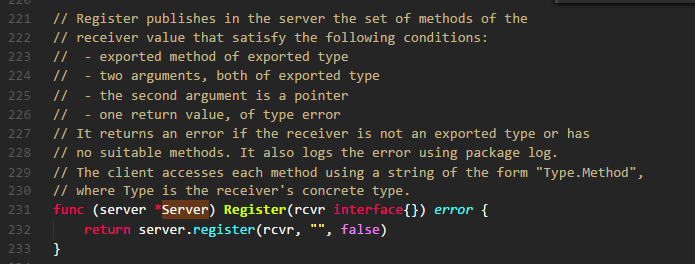 221 // Register publishes in the server the set of methods of the
222 // receiver value that satisfy the following conditions:
223 //  - exported method of exported type
224 //  - two arguments, both of exported type
225 //  - the second argument is a pointer
226 //  - one return value, of type error
227 // It returns an error if the receiver is not an exported type or has
228 // no suitable methods. It also logs the error using package log.
229 // The client accesses each method using a string of the form "Type.Method",
230 // where Type is the receiver's concrete type.
231 func (server *Server) Register(rcvr interface{}) error {
232     return server.register(rcvr, "", false)
233 }